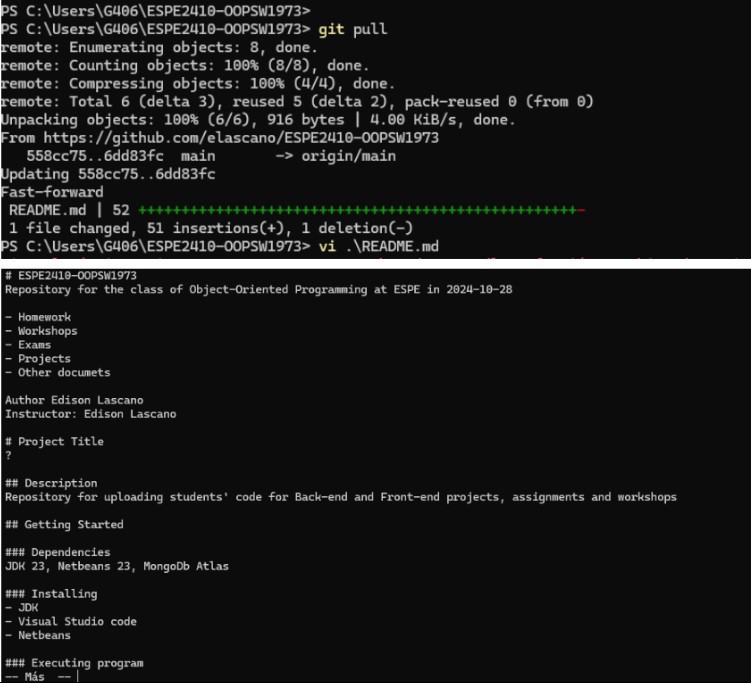 PS C:\Users\G406\ESPE2410-OOPSW1973>
PS C:\Users\G406\ESPE2410-OOPSW1973> git pull
remote: Enumerating objects: 8, done.
remote: Counting objects: 100% (8/8), done.
remote: Compressing objects: 100% (4/4), done.
remote: Total 6 (delta 3), reused 5 (delta 2), pack-reused 0 (from 0)
Unpacking objects: 100% (6/6), 916 bytes | 4.00 KiB/s, done.
From https://github.com/elascano/ESPE2410-OOPSW1973
558cc75..6dd83fc main -> origin/main
Updating 558cc75..6dd83fc
Fast-forward
README.md | 52 +++++++++++++++++++++++++++++++++++++++++++++++++++-
1 file changed, 51 insertions(+), 1 deletion(-)
PS C:\Users\G406\ESPE2410-OOPSW1973> vi .\README.md
# ESPE2410-OOPSW1973
Repository for the class of Object-Oriented Programming at ESPE in 2024-10-28
- Homework
- Workshops
- Exams
- Projects
- Other documets
Author Edison Lascano
Instructor: Edison Lascano
# Project Title
?
## Description
Repository for uploading students' code for Back-end and Front-end projects, assignments and workshops
## Getting Started
### Dependencies
JDK 23, Netbeans 23, MongoDb Atlas
### Installing
- JDK
- Visual Studio code
- Netbeans
### Executing program
-- Más --